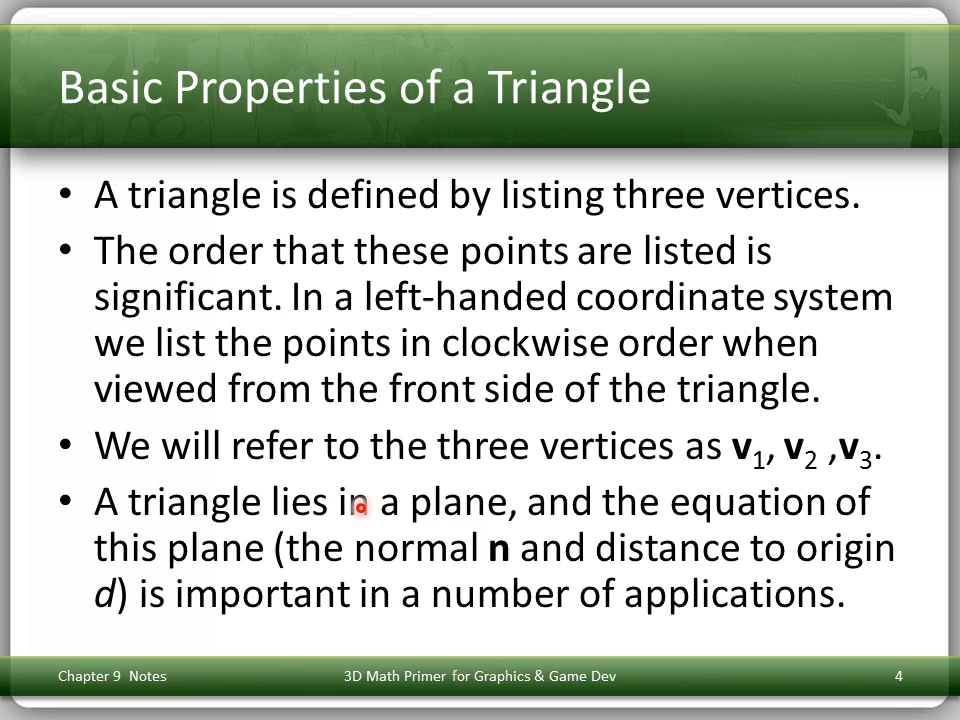 Basic Properties of a Triangle
• A triangle is defined by listing three vertices.
• The order that these points are listed is
significant. In a left-handed coordinate system
we list the points in clockwise order when
viewed from the front side of the triangle.
• We will refer to the three vertices as v1, v2 ,v3.
• A triangle lies in a plane, and the equation of
this plane (the normal n and distance to origin
d) is important in a number of applications.
Chapter 9 Notes
3D Math Primer for Graphics & Game Dev
4